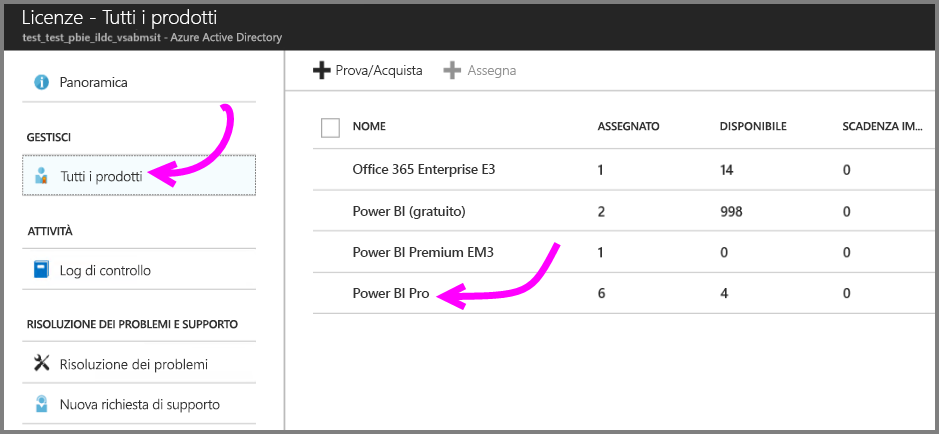 Licenze - Tutti i prodotti
test_test_pbie_ildc_vsabmsit - Azure Active Directory
Panoramica
GESTISCI
Tutti i prodotti
ATTIVITÀ
Log di controllo
RISOLUZIONE DEI PROBLEMI E SUPPORTO
Risoluzione dei problemi
Nuova richiesta di supporto
Prova/Acquista Assegna
NOME ASSEGNATO DISPONIBILE SCADENZA IM...
Office 365 Enterprise E3 1 14 0
Power BI (gratuito) 2 998 0
Power BI Premium EM3 1 0 0
Power BI Pro 6 4 0